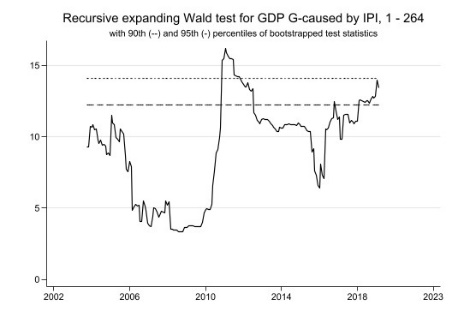 Recursive expanding Wald test for GDP G-caused by IPI, 1 - 264
with 90th (--) and 95th (-) percentiles of bootstrapped test statistics
15
10
5
0
2002 2006 2010 2014 2018 2023